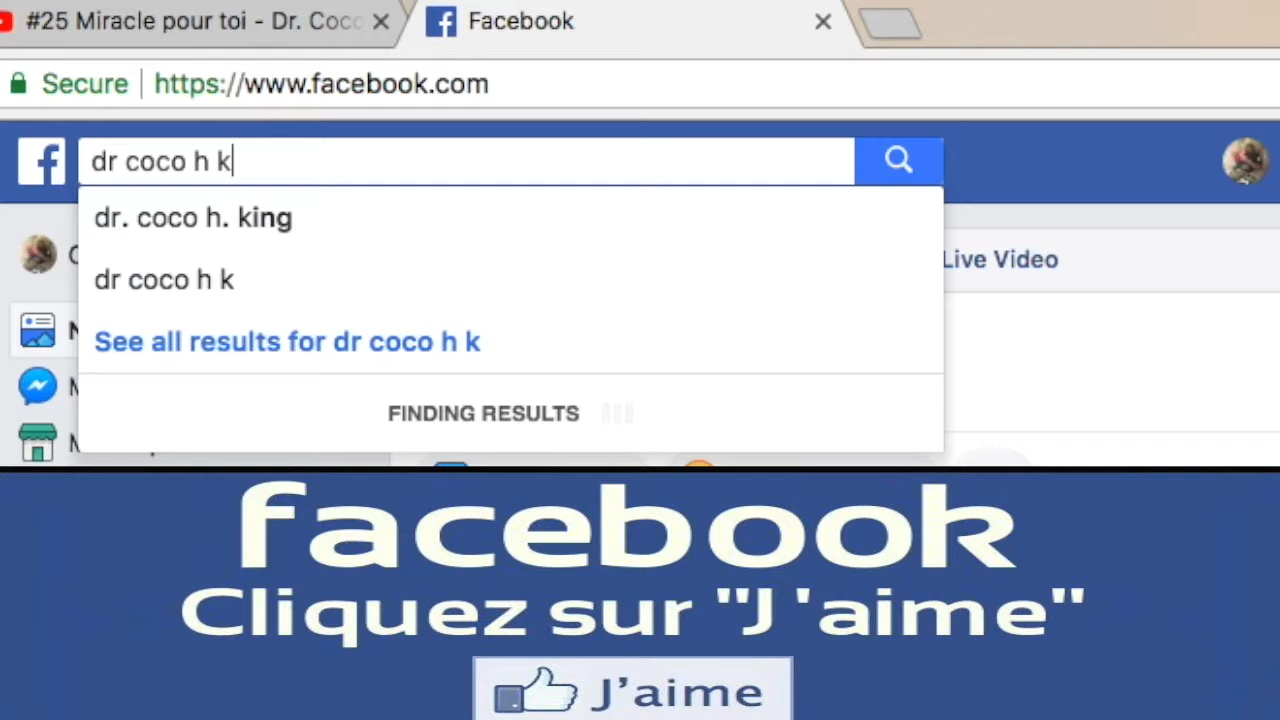 #25 Miracle pour toi - Dr. Coco
Facebook
Secure
https://www.facebook.com
dr coco h k
dr. coco h. king
dr coco h k
See all results for dr coco h k
Live Video
FINDING RESULTS
facebook
Cliquez sur "J 'aime"
J'aime